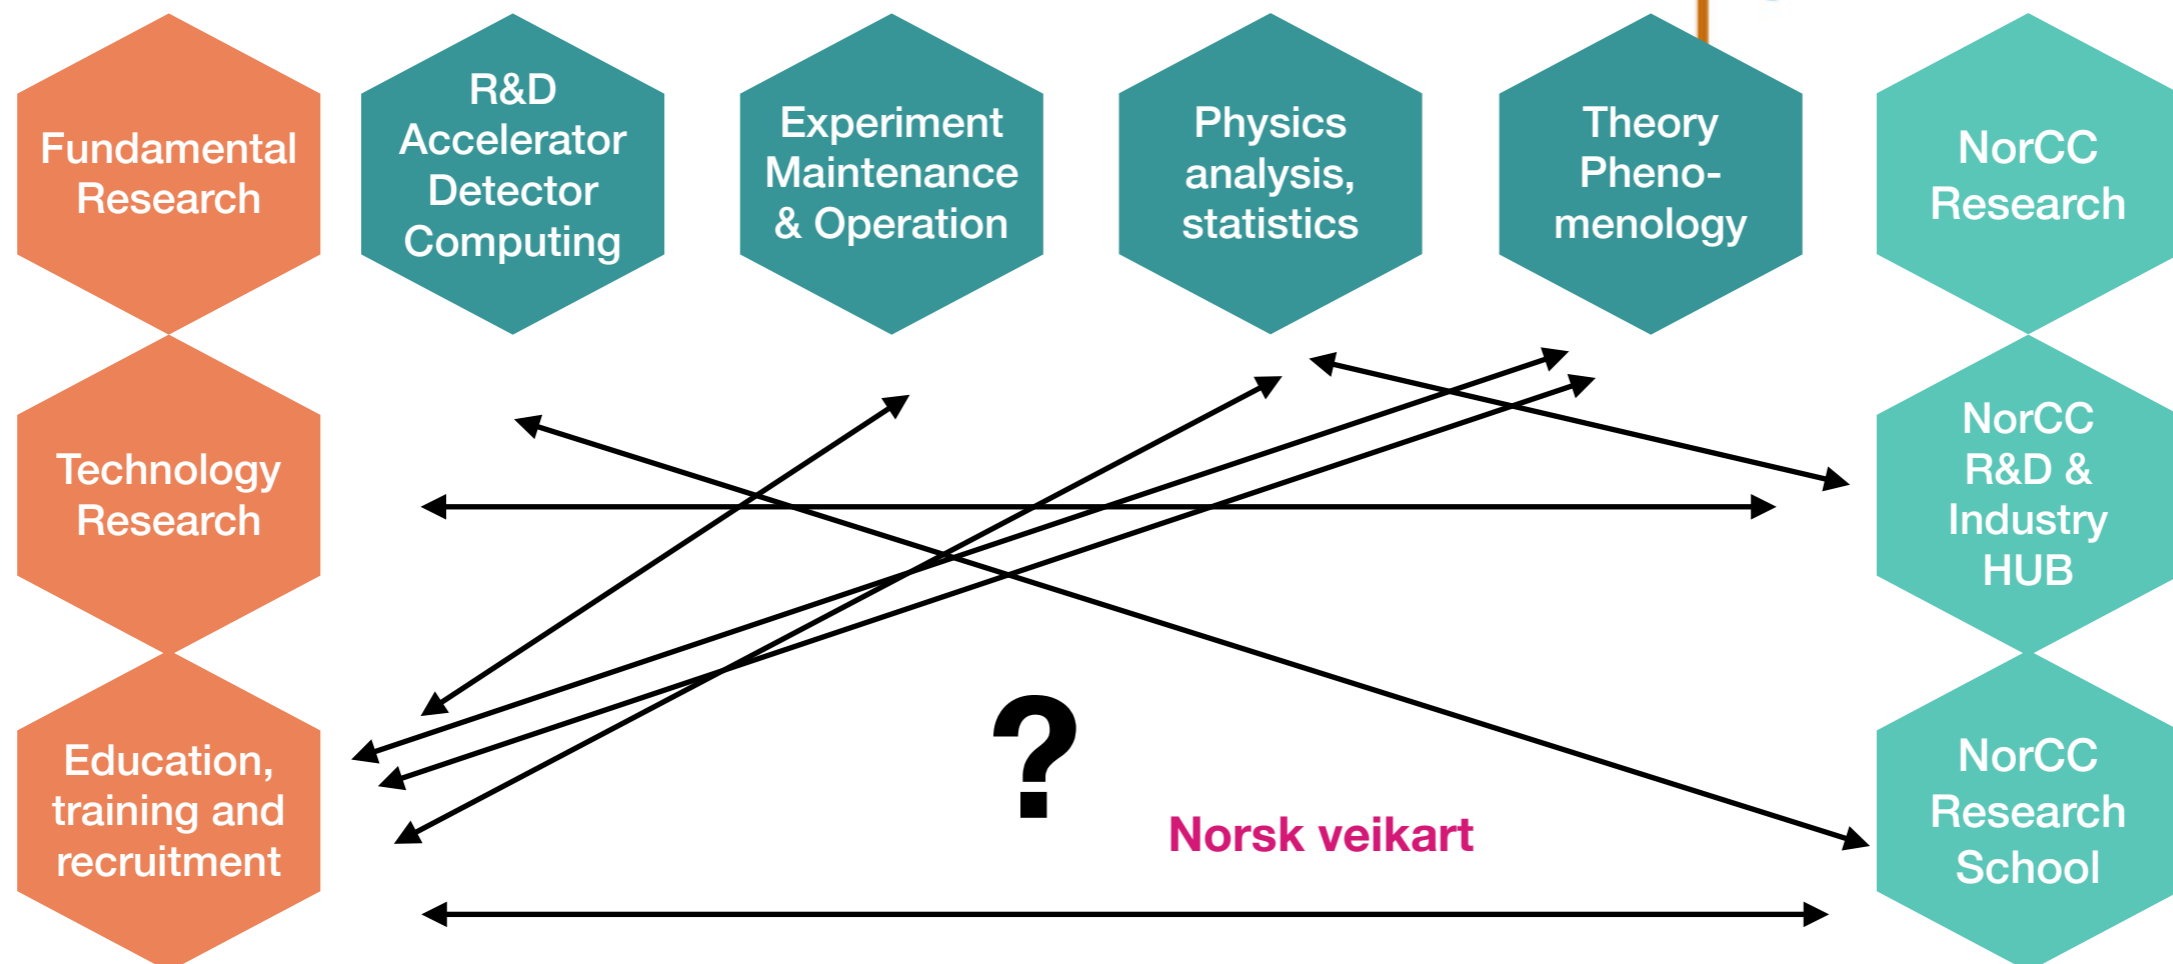 Fundamental
Research
R&D
Accelerator
Detector
Computing
Experiment
Maintenance
& Operation
Physics
analysis,
statistics
Theory
Pheno-
menology
NorCC
Research
Technology
Research
NorCC
R&D &
Industry
HUB
Education,
training and
recruitment
?
Norsk veikart
NorCC
Research
School